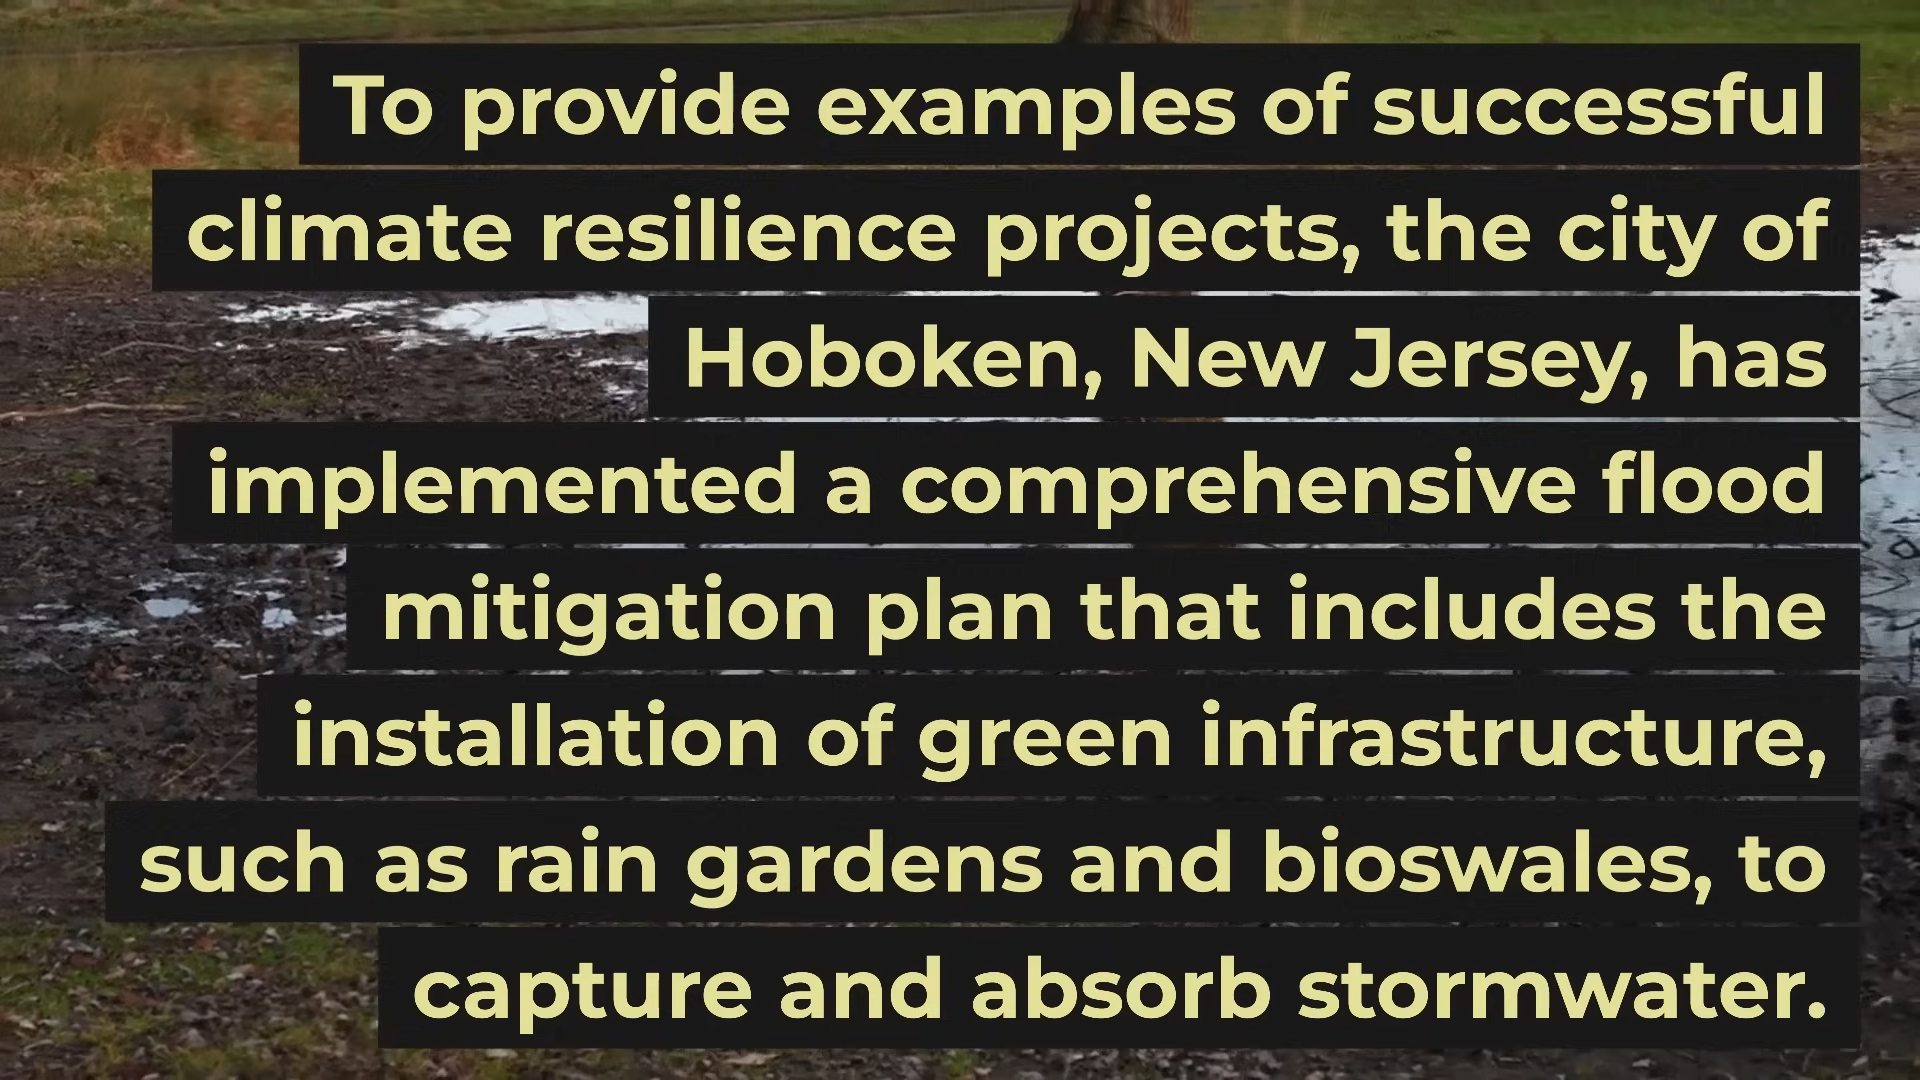 To provide examples of successful
climate resilience projects, the city of
Hoboken, New Jersey, has
implemented a comprehensive flood
mitigation plan that includes the
installation of green infrastructure,
such as rain gardens and bioswales, to
capture and absorb stormwater.